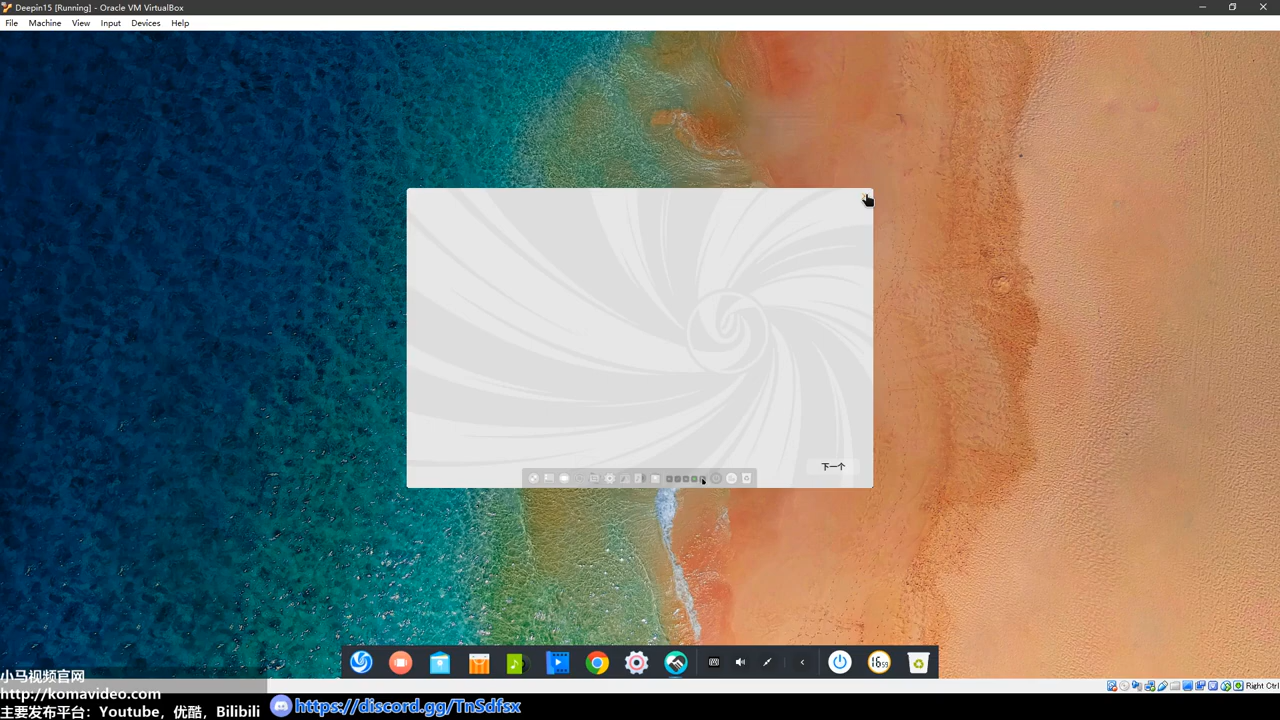 Deepin15 [Running] - Oracle VM VirtualBox
File Machine View Input Devices Help
下一个
16 59
Right Ctrl
小马视频官网
http://komavideo.com
主要发布平台：Youtube，优酷，Bilibili
https://discord.gg/TnSdfsx